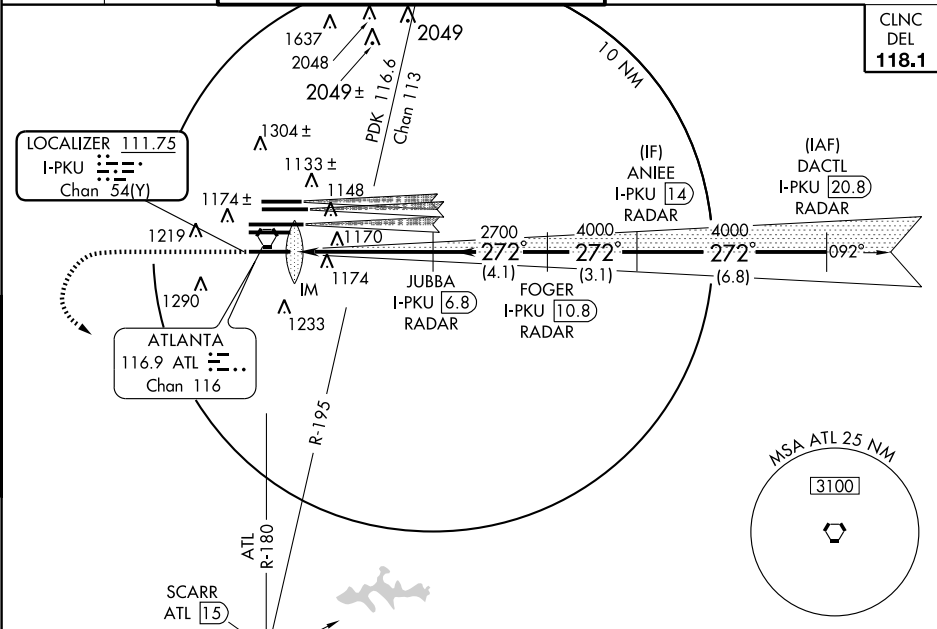 1637
2048
2049
2049 ±
PDK 116.6
Chan 113
10 NM
CLNC
DEL
118.1
LOCALIZER 111.75
I-PKU
Chan 54(Y)
1304 ±
1133 ±
1148
1174 ±
1219
1170
1174
1290
IM
1233
(IF)
ANIEE
I-PKU 14
RADAR
(IAF)
DACTL
I-PKU 20.8
RADAR
2700
272°
(4.1)
4000
272°
(3.1)
4000
272°
(6.8)
092°
JUBBA
I-PKU 6.8
RADAR
FOGER
I-PKU 10.8
RADAR
ATLANTA
116.9 ATL
Chan 116
R-195
ATL
R-180
SCARR
ATL 15
MSA ATL 25 NM
3100